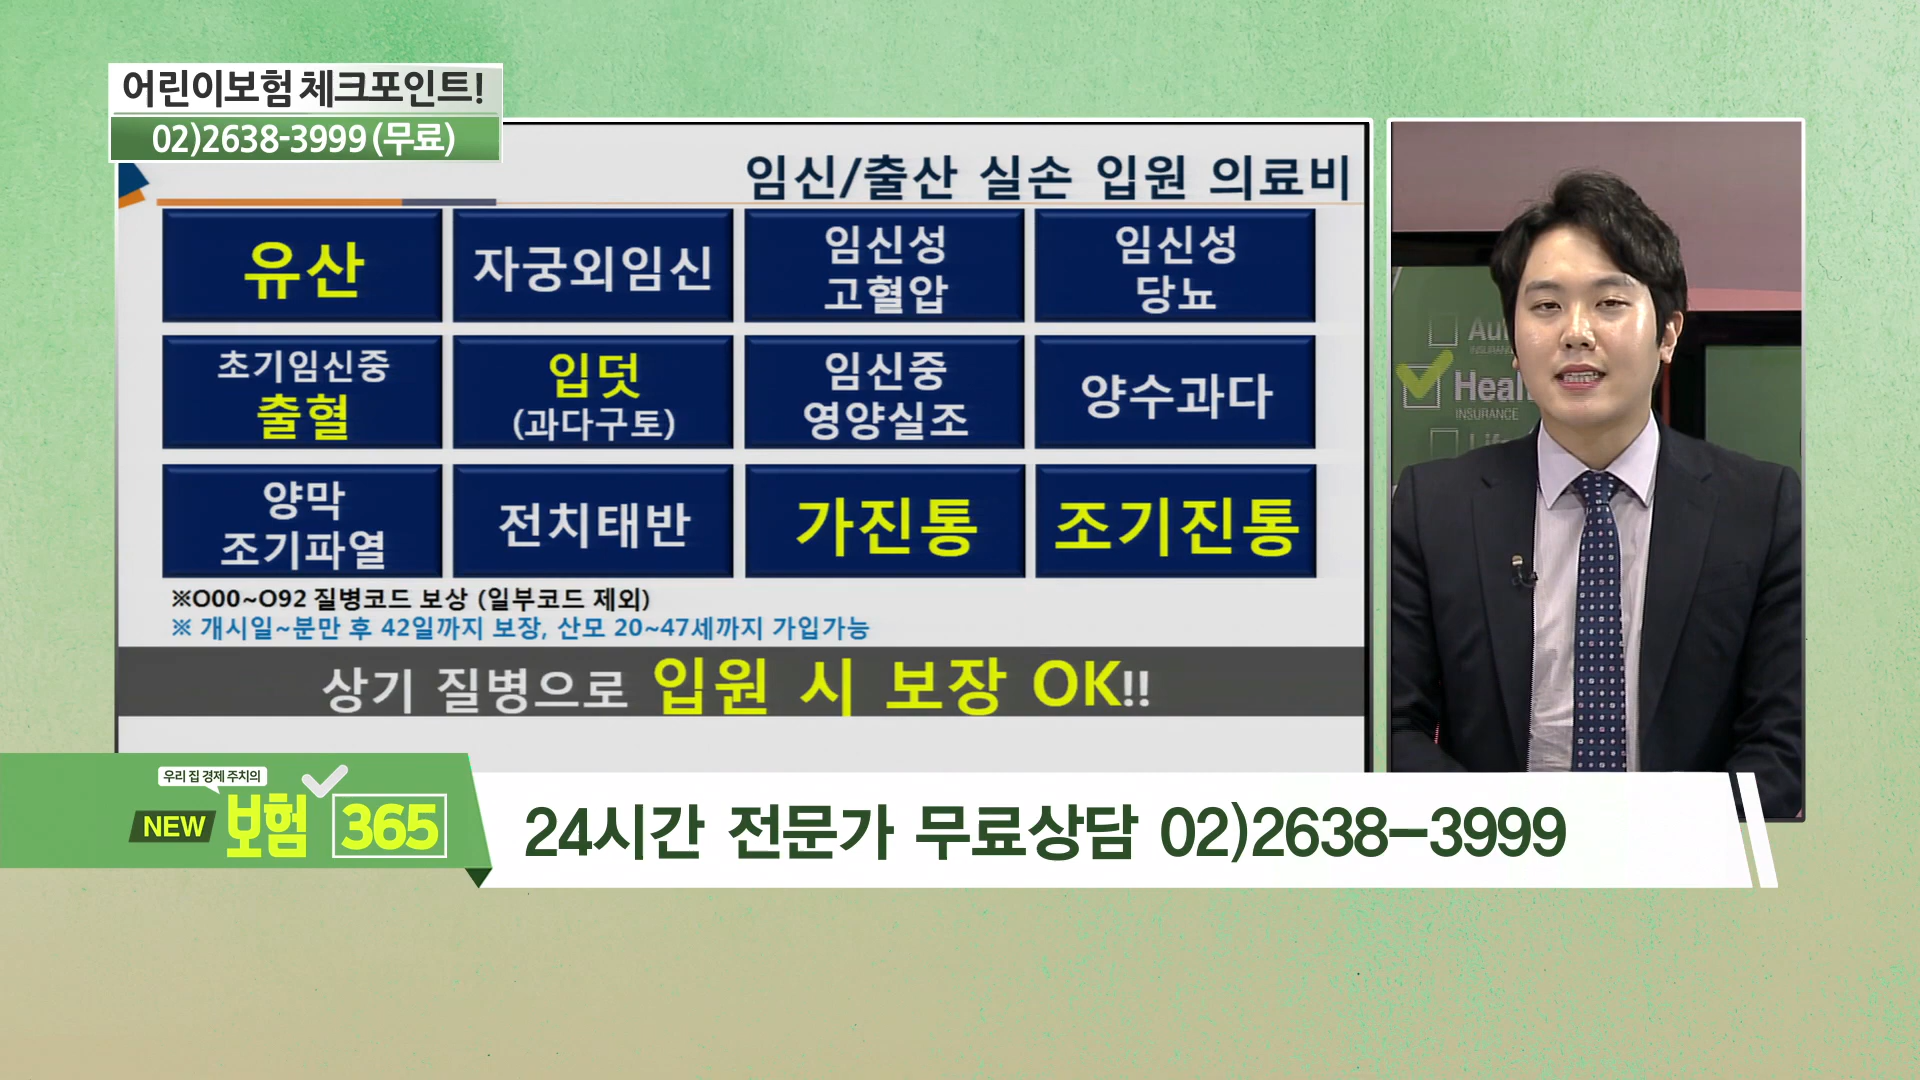 어린이보험 체크포인트!
02)2638-3999 (무료)
임신/출산 실손 입원 의료비
유산
자궁외임신
임신성
고혈압
임신성
당뇨
초기임신중
출혈
입덧
(과다구토)
임신중
영양실조
양수과다
양막
조기파열
전치태반
가진통
조기진통
※O00~O92 질병코드 보상 (일부코드 제외)
※ 개시일~분만 후 42일까지 보장, 산모 20~47세까지 가입가능
상기 질병으로 입원 시 보장 OK!!
INSURANCE
우리 집 경제 주치의
NEW 보험 365
24시간 전문가 무료상담 02)2638-3999